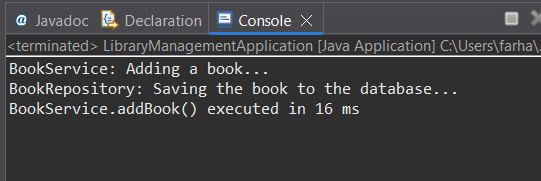 @ Javadoc Declaration Console
<terminated> LibraryManagementApplication [Java Application] C:\Users\farha\.
BookService: Adding a book...
BookRepository: Saving the book to the database...
BookService.addBook() executed in 16 ms